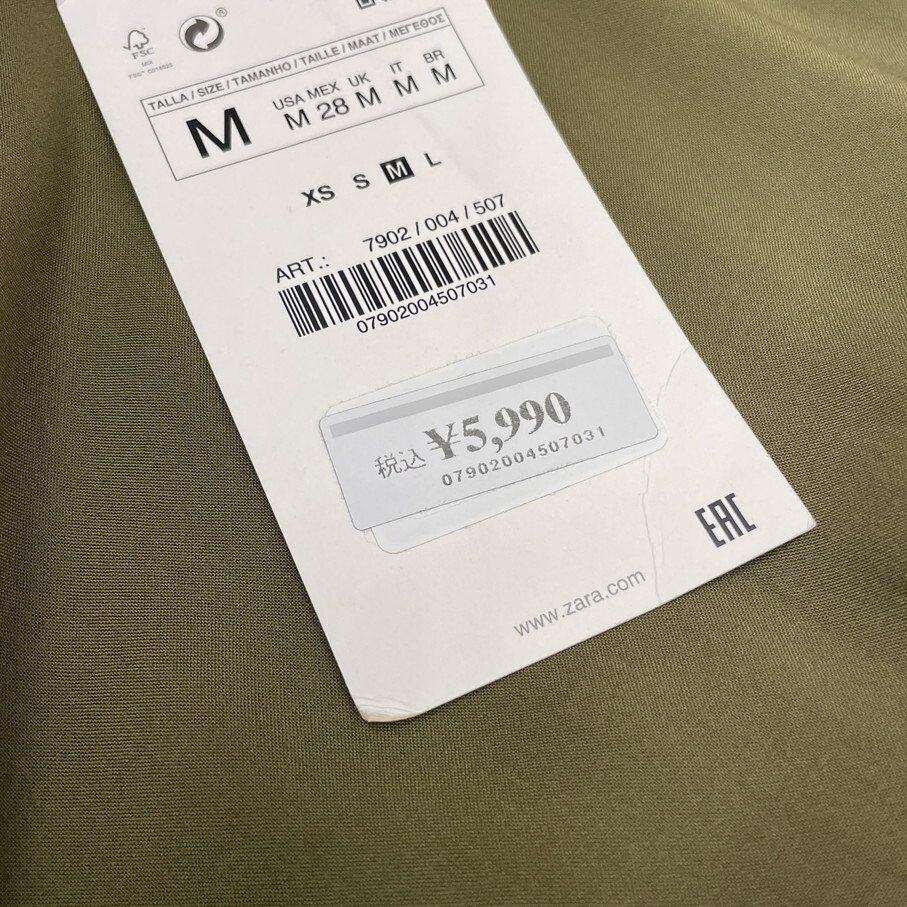 ®
FSC
MIX
TALLA / SIZE / TAMANHO / TAILLE / MAAT / ΜΕΓΕΘΟΣ
M
USA MEX UK IT BR
M 28 M M M
XS S M L
ART.: 7902 / 004 / 507
07902004507031
税込 ¥5,990
07902004507031
EAC
www.zara.com